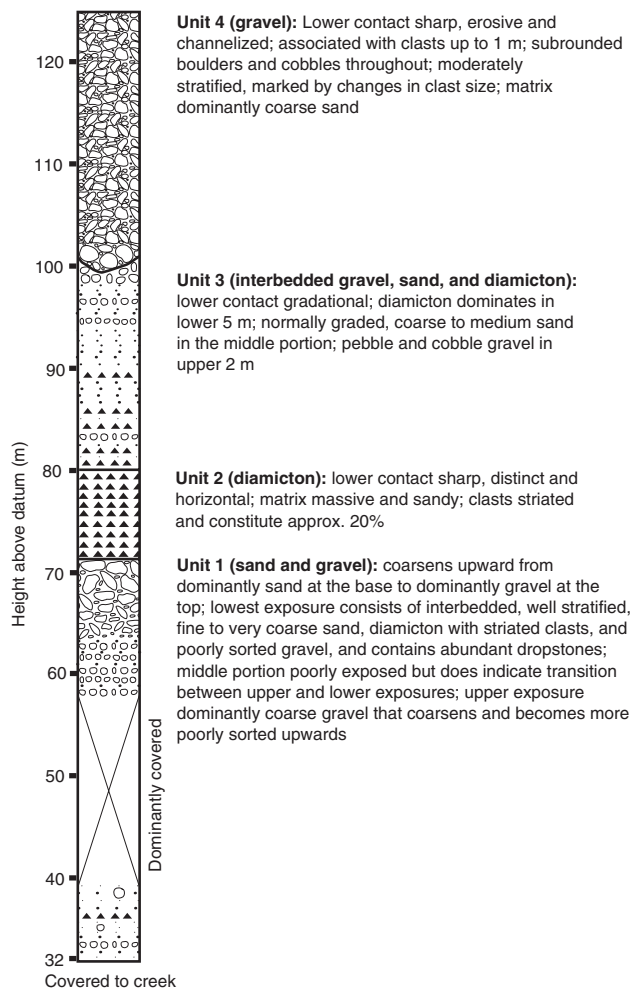 Unit 4 (gravel): Lower contact sharp, erosive and
channelized; associated with clasts up to 1 m; subrounded
boulders and cobbles throughout; moderately
stratified, marked by changes in clast size; matrix
dominantly coarse sand
Unit 3 (interbedded gravel, sand, and diamicton):
lower contact gradational; diamicton dominates in
lower 5 m; normally graded, coarse to medium sand
in the middle portion; pebble and cobble gravel in
upper 2 m
Unit 2 (diamicton): lower contact sharp, distinct and
horizontal; matrix massive and sandy; clasts striated
and constitute approx. 20%
Unit 1 (sand and gravel): coarsens upward from
dominantly sand at the base to dominantly gravel at the
top; lowest exposure consists of interbedded, well stratified,
fine to very coarse sand, diamicton with striated clasts, and
poorly sorted gravel, and contains abundant dropstones;
middle portion poorly exposed but does indicate transition
between upper and lower exposures; upper exposure
dominantly coarse gravel that coarsens and becomes more
poorly sorted upwards
120
110
100
90
80
70
60
50
40
32
Height above datum (m)
Dominantly covered
Covered to creek